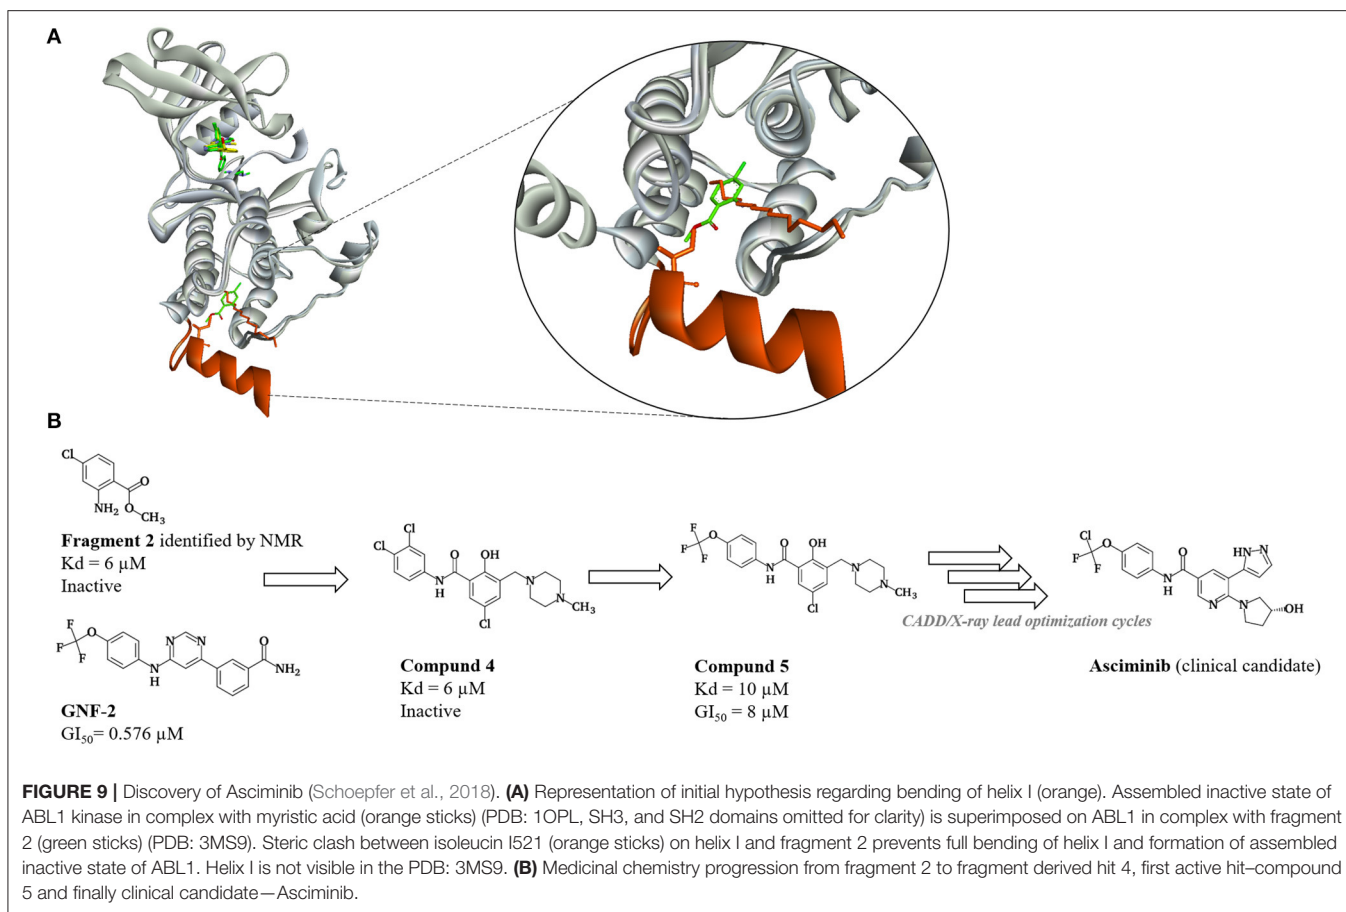 A
B
Cl
O
NH2
O
CH3
Fragment 2 identified by NMR
Kd = 6 µM
Inactive
F
F
F
O
N
N
N
H
O
NH2
GNF-2
GI50= 0.576 µM
Cl
Cl
O
OH
N
H
N
N
CH3
Cl
Compund 4
Kd = 6 µM
Inactive
F
F
F
O
O
OH
N
H
N
N
CH3
Cl
Compund 5
Kd = 10 µM
GI50 = 8 µM
CADD/X-ray lead optimization cycles
Cl
F
F
O
O
N
H
HN
N
N
N
OH
Asciminib (clinical candidate)
FIGURE 9 | Discovery of Asciminib (Schoepfer et al., 2018). (A) Representation of initial hypothesis regarding bending of helix I (orange). Assembled inactive state of
ABL1 kinase in complex with myristic acid (orange sticks) (PDB: 1OPL, SH3, and SH2 domains omitted for clarity) is superimposed on ABL1 in complex with fragment
2 (green sticks) (PDB: 3MS9). Steric clash between isoleucin I521 (orange sticks) on helix I and fragment 2 prevents full bending of helix I and formation of assembled
inactive state of ABL1. Helix I is not visible in the PDB: 3MS9. (B) Medicinal chemistry progression from fragment 2 to fragment derived hit 4, first active hit–compound
5 and finally clinical candidate—Asciminib.